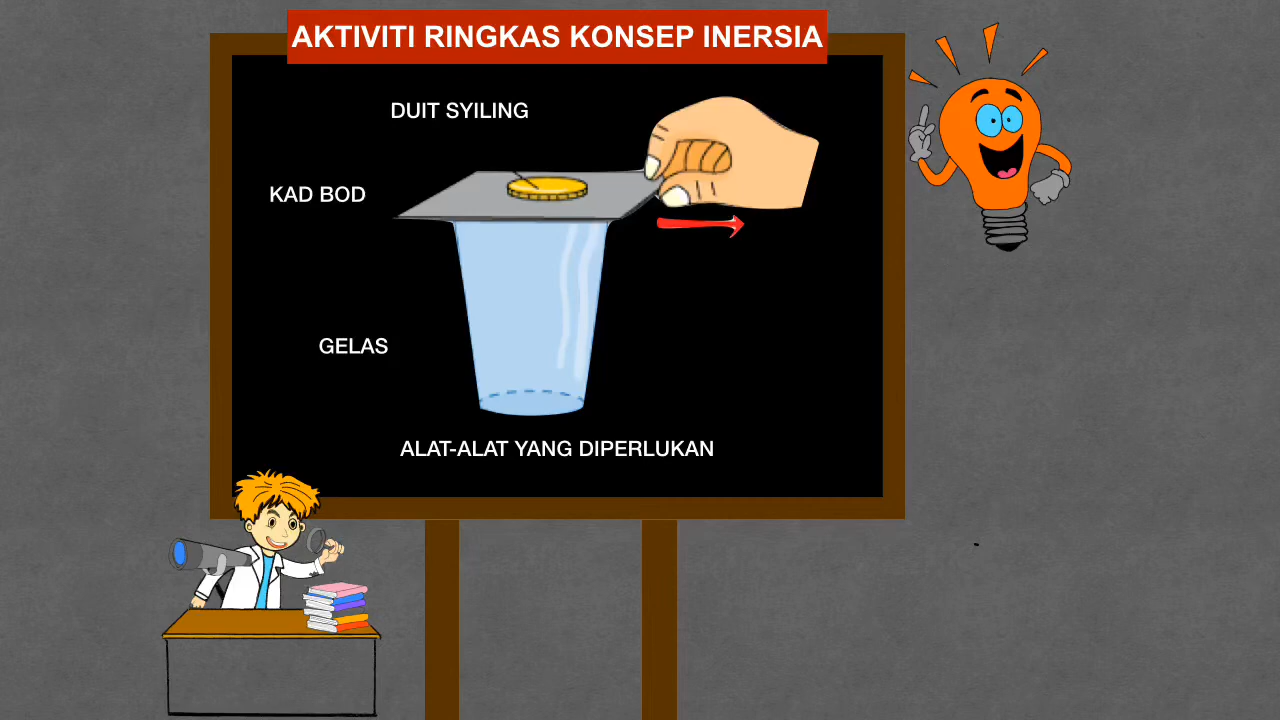 AKTIVITI RINGKAS KONSEP INERSIA
DUIT SYILING
KAD BOD
GELAS
ALAT-ALAT YANG DIPERLUKAN